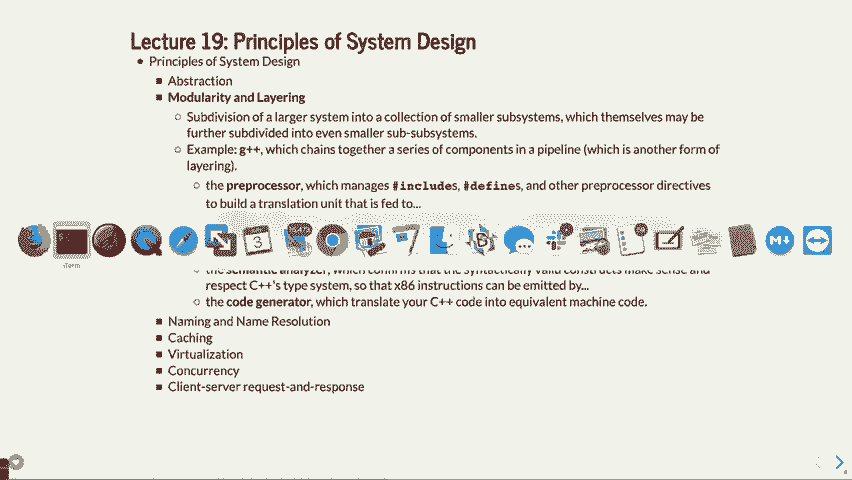 Lecture 19: Principles of System Design
Principles of System Design
Abstraction
Modularity and Layering
Subdivision of a larger system into a collection of smaller subsystems, which themselves may be
further subdivided into even smaller sub-subsystems.
Example: g++, which chains together a series of components in a pipeline (which is another form of
layering).
the preprocessor, which manages #includes, #defines, and other preprocessor directives
to build a translation unit that is fed to...
3
M↓
iTerm
the semantic analyzer, which confirms that the syntactically valid constructs make sense and
respect C++'s type system, so that x86 instructions can be emitted by...
the code generator, which translate your C++ code into equivalent machine code.
Naming and Name Resolution
Caching
Virtualization
Concurrency
Client-server request-and-response